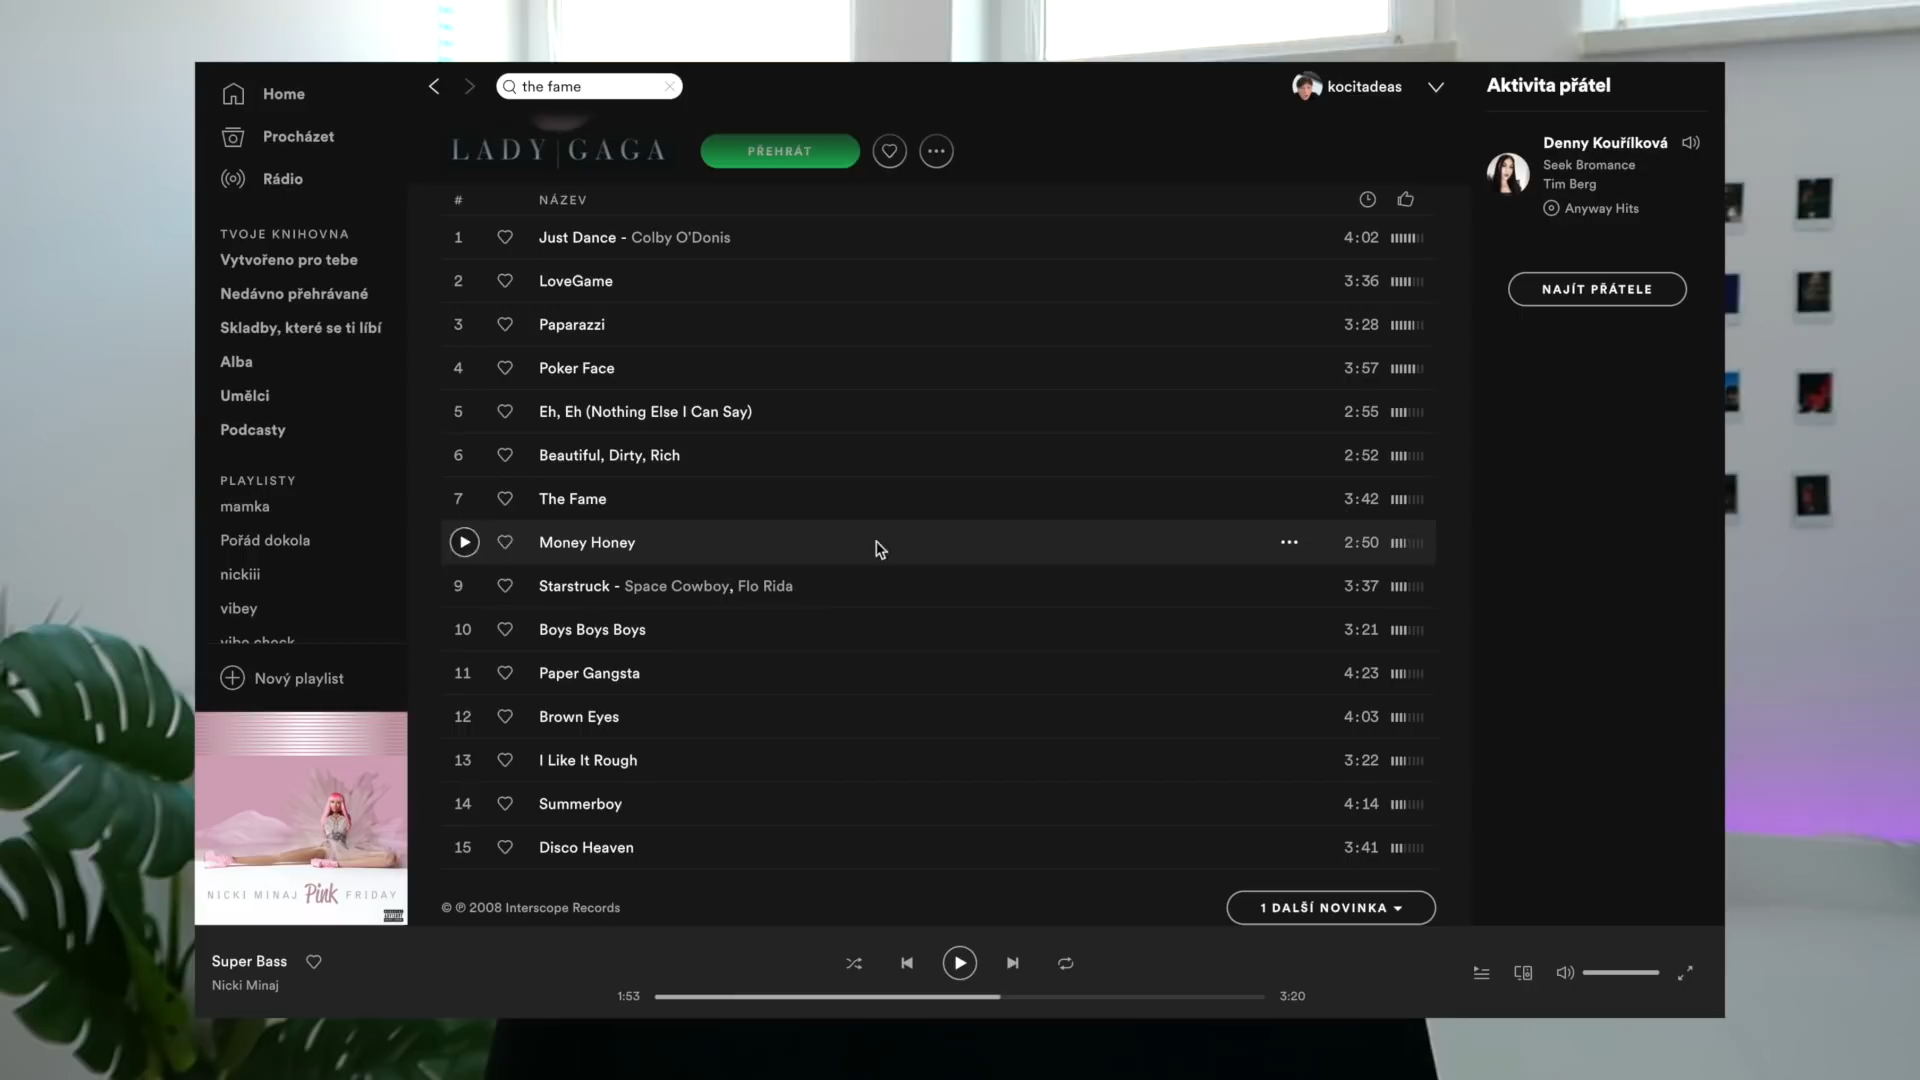 Home
Procházet
Rádio
TVOJE KNIHOVNA
Vytvořeno pro tebe
Nedávno přehrávané
Skladby, které se ti líbí
Alba
Umělci
Podcasty
PLAYLISTY
mamka
Pořád dokola
nickiii
vibey
vibe check
Nový playlist
NICKI MINAJ Pink FRIDAY
the fame
kocitadeas
LADY GAGA
PŘEHRÁT
# NÁZEV
1 Just Dance - Colby O'Donis 4:02
2 LoveGame 3:36
3 Paparazzi 3:28
4 Poker Face 3:57
5 Eh, Eh (Nothing Else I Can Say) 2:55
6 Beautiful, Dirty, Rich 2:52
7 The Fame 3:42
Money Honey 2:50
9 Starstruck - Space Cowboy, Flo Rida 3:37
10 Boys Boys Boys 3:21
11 Paper Gangsta 4:23
12 Brown Eyes 4:03
13 I Like It Rough 3:22
14 Summerboy 4:14
15 Disco Heaven 3:41
© ℗ 2008 Interscope Records
1 DALŠÍ NOVINKA
Aktivita přátel
Denny Kouřílková
Seek Bromance
Tim Berg
Anyway Hits
NAJÍT PŘÁTELE
Super Bass
Nicki Minaj
1:53
3:20